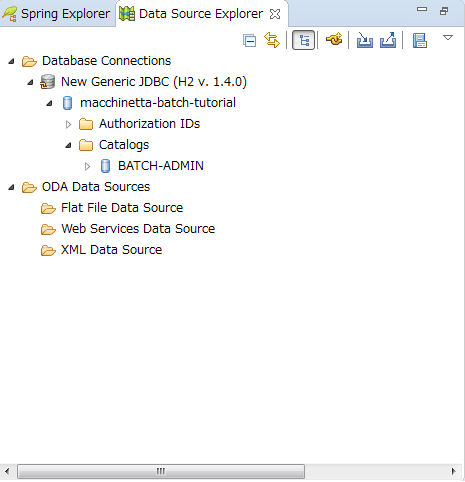 Spring Explorer Data Source Explorer
Database Connections
New Generic JDBC (H2 v. 1.4.0)
macchinetta-batch-tutorial
Authorization IDs
Catalogs
BATCH-ADMIN
ODA Data Sources
Flat File Data Source
Web Services Data Source
XML Data Source